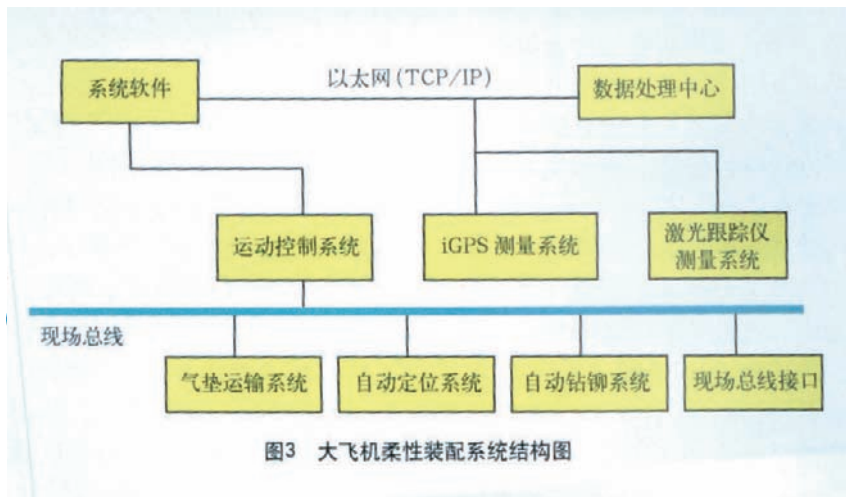 以太网(TCP/IP)
系统软件
数据处理中心
运动控制系统
iGPS 测量系统
激光跟踪仪
测量系统
现场总线
气垫运输系统
自动定位系统
自动钻铆系统
现场总线接口
图3 大飞机柔性装配系统结构图